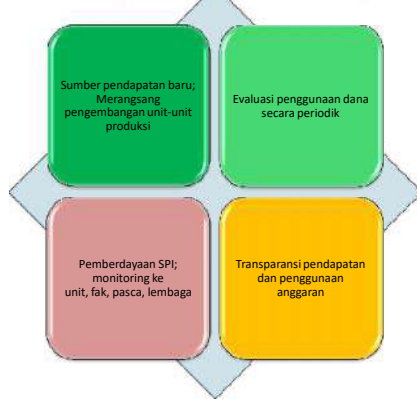 Sumber pendapatan baru;
Merangsang
pengembangan unit-unit
produksi
Evaluasi penggunaan dana
secara periodik
Pemberdayaan SPI;
monitoring ke
unit, fak, pasca, lembaga
Transparansi pendapatan
dan penggunaan
anggaran